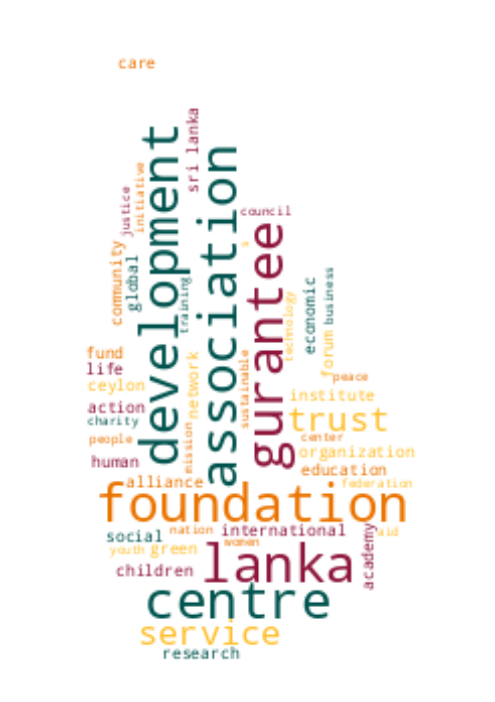 care
sri lanka
development
association
initiative
justice
council
gurantee
s
community
global
training
economic
business
technology
forum
fund
life
ceylon
network
sustainable
peace
action
institute
charity
trust
people
mission
center
human
organization
education
alliance
federation
foundation
social
nation
international
aid
youth
green
women
academy
children
lanka
centre
service
research